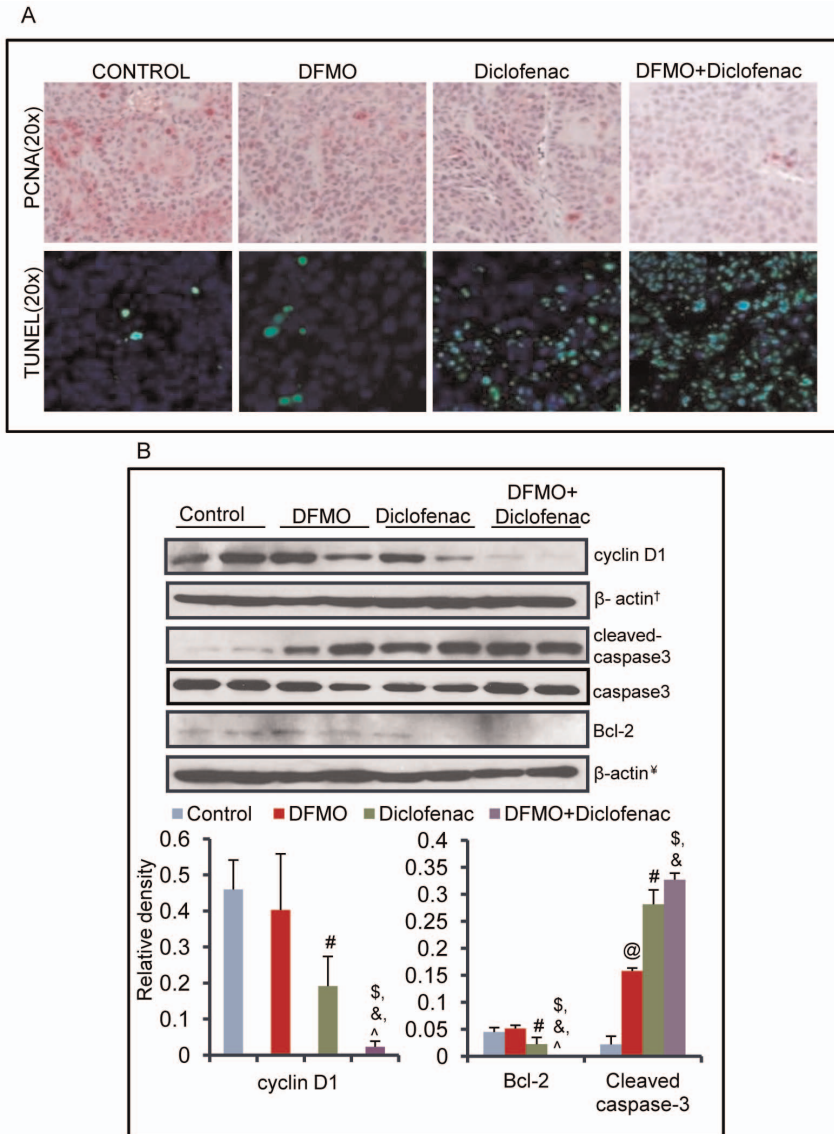 A
CONTROL DFMO Diclofenac DFMO+Diclofenac
PCNA(20x)
TUNEL(20x)
B
Control DFMO Diclofenac DFMO+
Diclofenac
cyclin D1
β- actin†
cleaved-
caspase3
caspase3
Bcl-2
β-actin¥
Control DFMO Diclofenac DFMO+Diclofenac
Relative density
0.6
0.5
0.4
0.3
0.2
0.1
0
#
$,
&,
^
cyclin D1
0.4
0.35
0.3
0.25
0.2
0.15
0.1
0.05
0
#
$,
&,
^
@
#
$,
&
Bcl-2 Cleaved
caspase-3